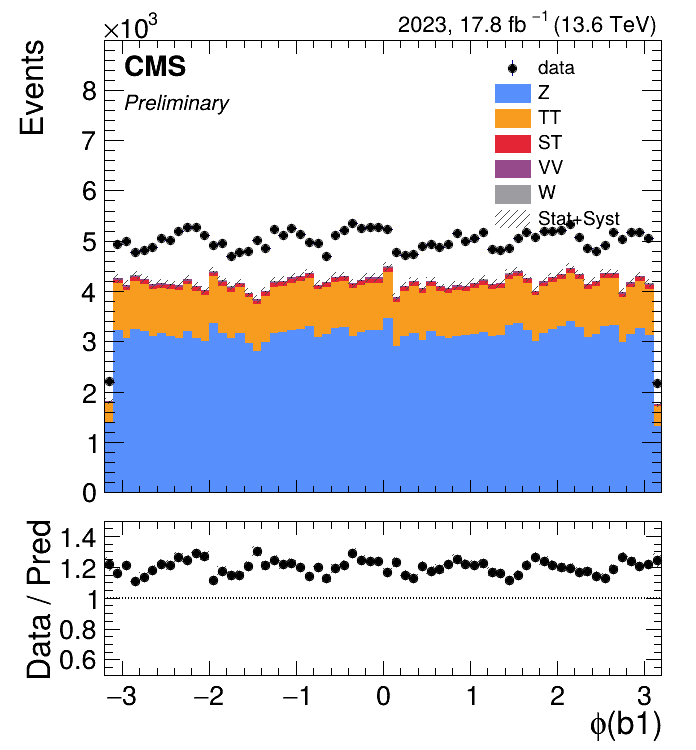 ×10³
2023, 17.8 fb ⁻¹ (13.6 TeV)
Events
CMS
Preliminary
data
Z
TT
ST
VV
W
Stat+Syst
8
7
6
5
4
3
2
1
0
Data / Pred
1.4
1.2
1
0.8
0.6
−3 −2 −1 0 1 2 3
ϕ(b1)